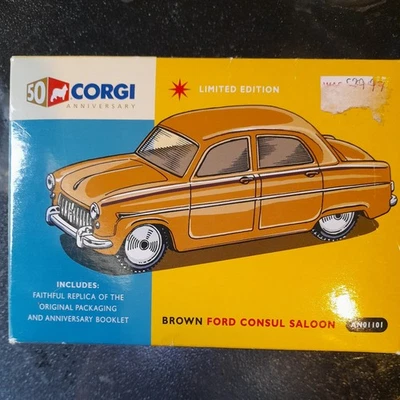 50 CORGI
ANNIVERSARY
LIMITED EDITION
INCLUDES:
FAITHFUL REPLICA OF THE
ORIGINAL PACKAGING
AND ANNIVERSARY BOOKLET
BROWN FORD CONSUL SALOON AN01101